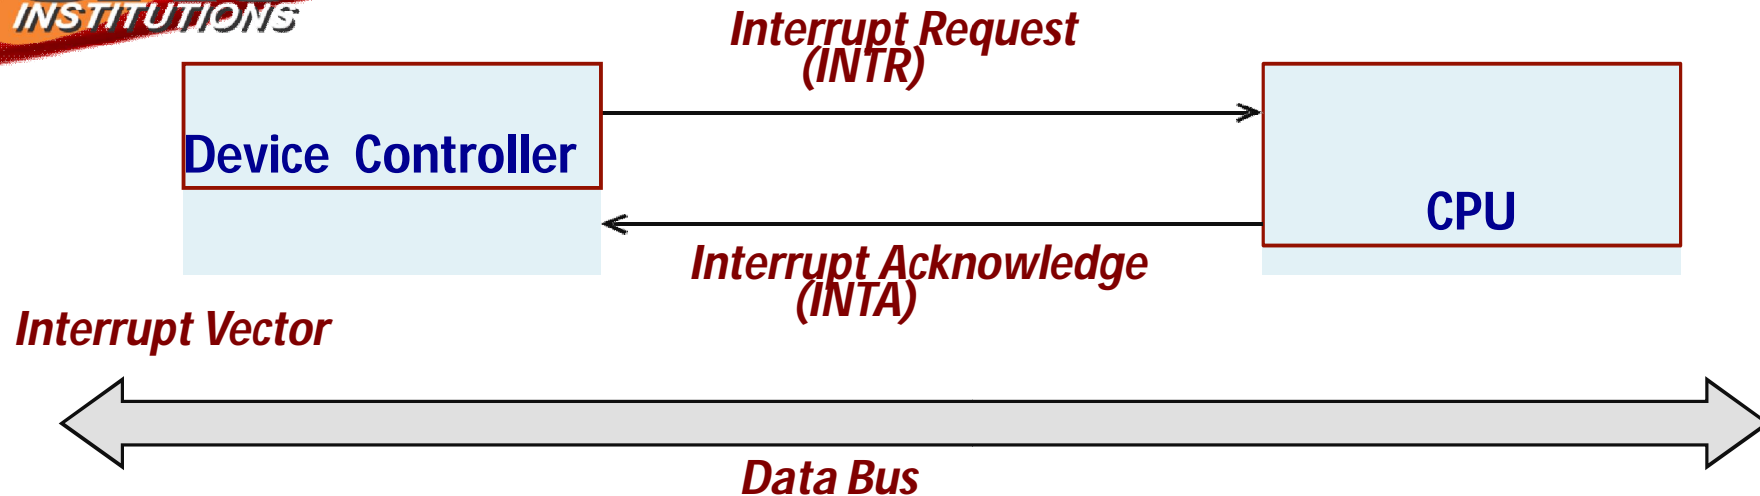 INSTITUTIONS
Interrupt Request
(INTR)
Device Controller
CPU
Interrupt Acknowledge
(INTA)
Interrupt Vector
Data Bus